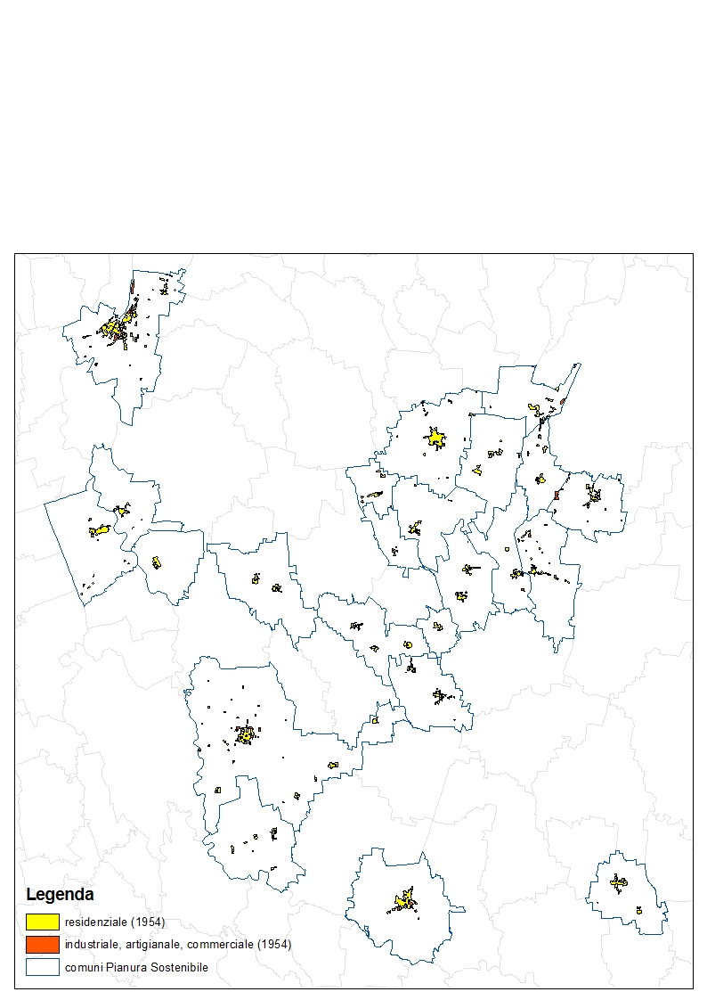 Legenda
residenziale (1954)
industriale, artigianale, commerciale (1954)
comuni Pianura Sostenibile